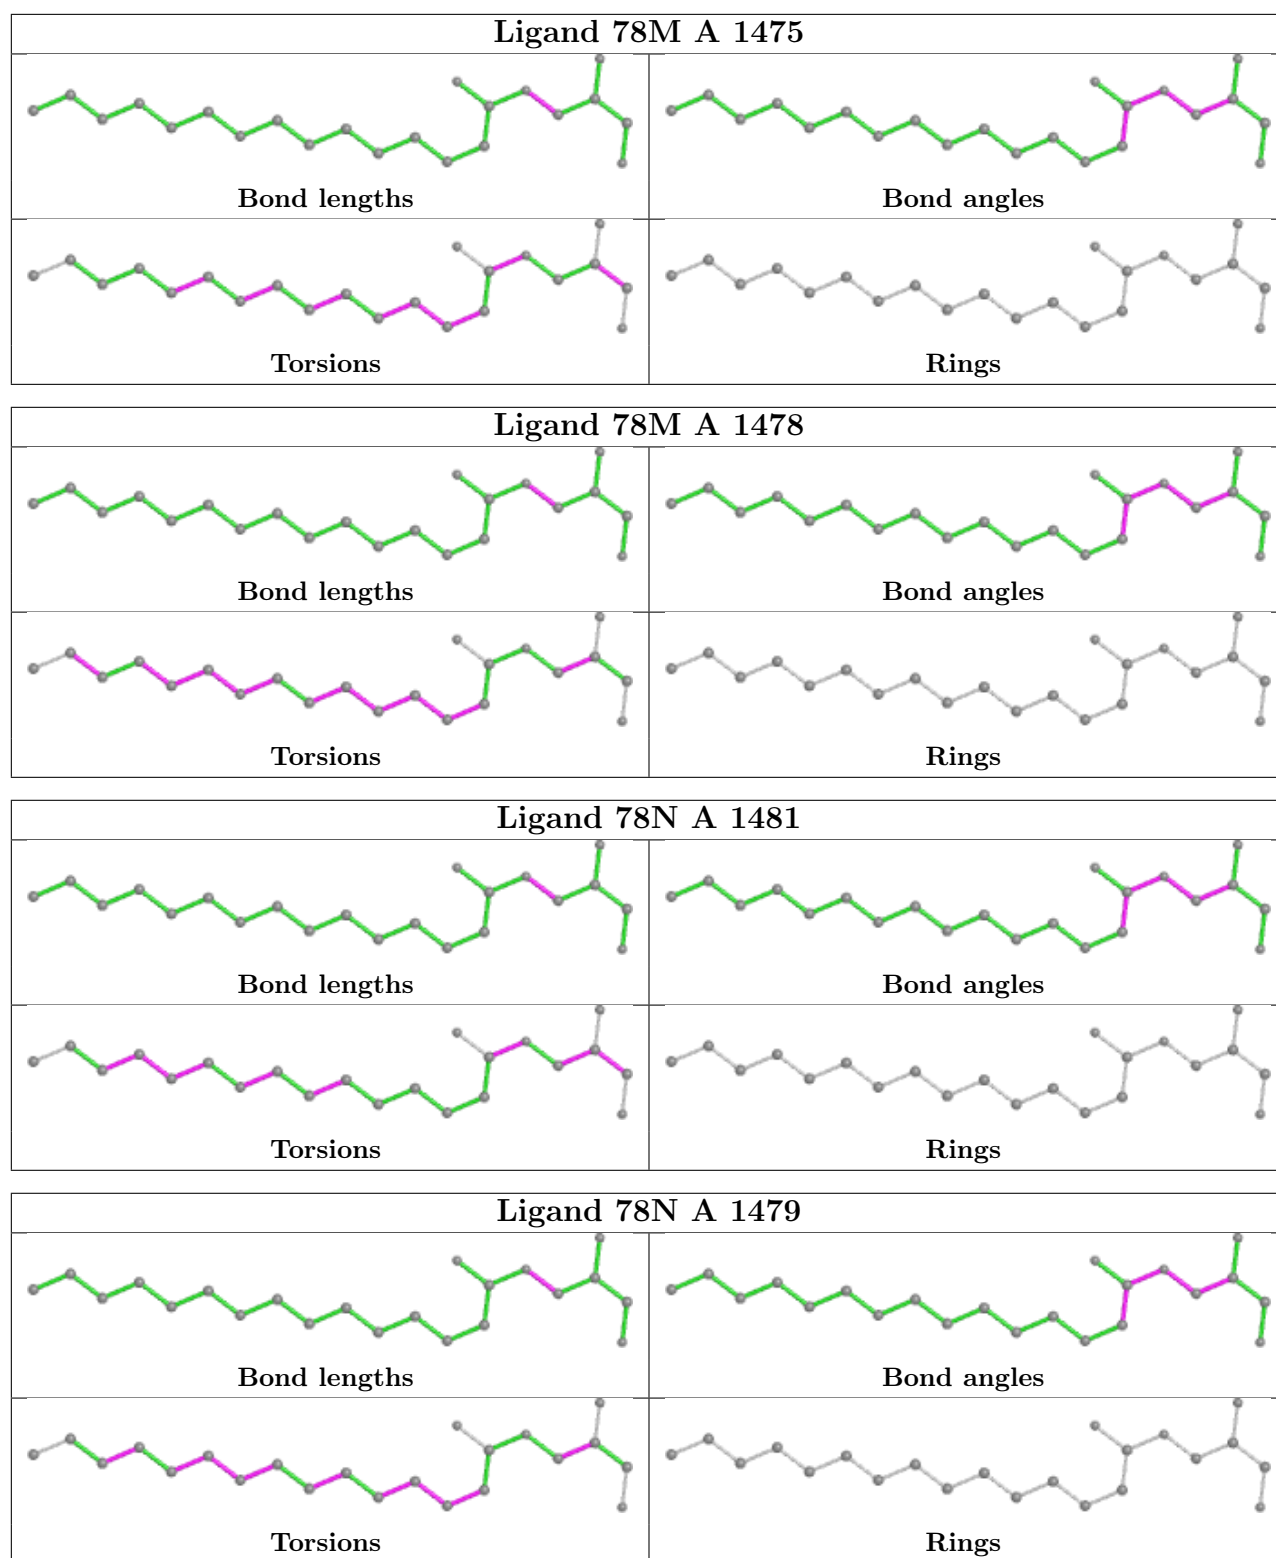 Ligand 78M A 1475
Bond lengths
Bond angles
Torsions
Rings
Ligand 78M A 1478
Bond lengths
Bond angles
Torsions
Rings
Ligand 78N A 1481
Bond lengths
Bond angles
Torsions
Rings
Ligand 78N A 1479
Bond lengths
Bond angles
Torsions
Rings